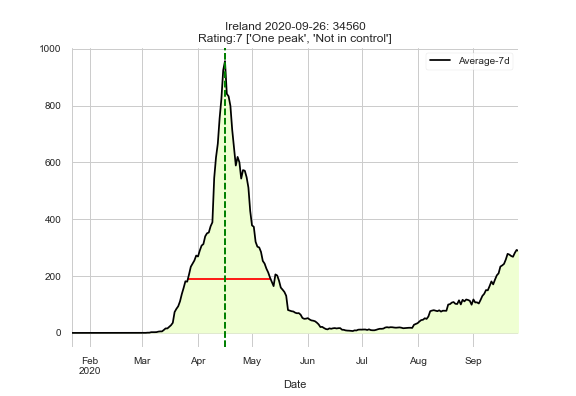 Ireland 2020-09-26: 34560
Rating:7 ['One peak', 'Not in control']
1000
800
600
400
200
0
Average-7d
Feb
2020
Mar
Apr
May
Jun
Jul
Aug
Sep
Date